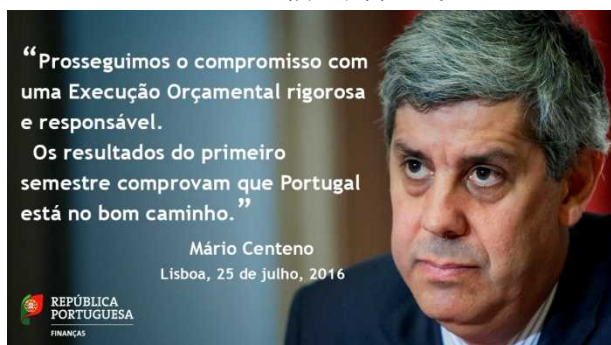 “Prosseguimos o compromisso com
uma Execução Orçamental rigorosa
e responsável.
Os resultados do primeiro
semestre comprovam que Portugal
está no bom caminho.”
Mário Centeno
Lisboa, 25 de julho, 2016
REPÚBLICA
PORTUGUESA
FINANÇAS